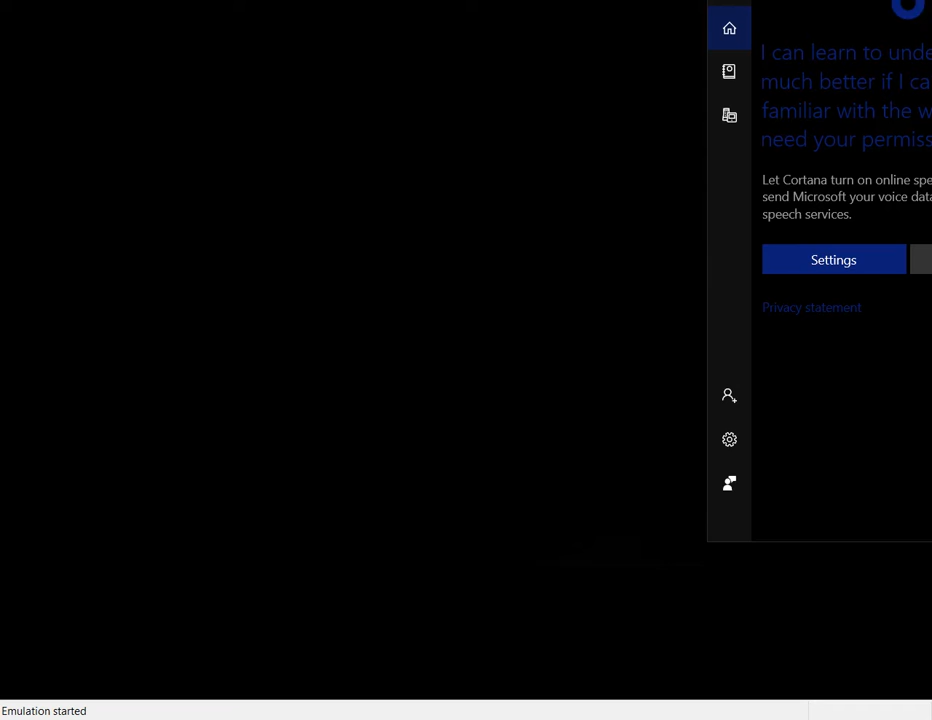 I can learn to unde
much better if I ca
familiar with the w
need your permiss
Let Cortana turn on online spe
send Microsoft your voice data
speech services.
Settings
Privacy statement
Emulation started